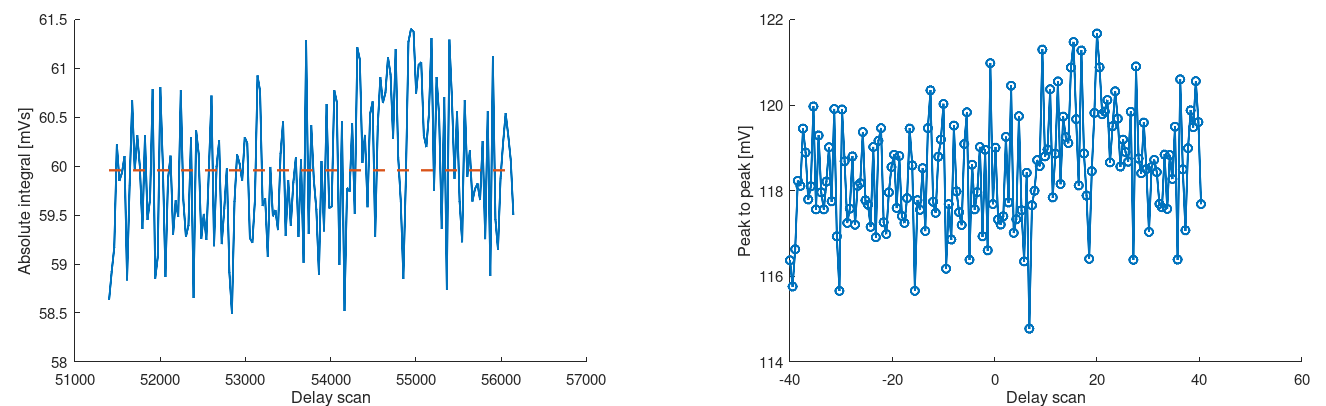 61.5
61
60.5
60
59.5
59
58.5
58
Absolute integral [mVs]
51000 52000 53000 54000 55000 56000 57000
Delay scan
122
120
118
116
114
Peak to peak [mV]
-40 -20 0 20 40 60
Delay scan